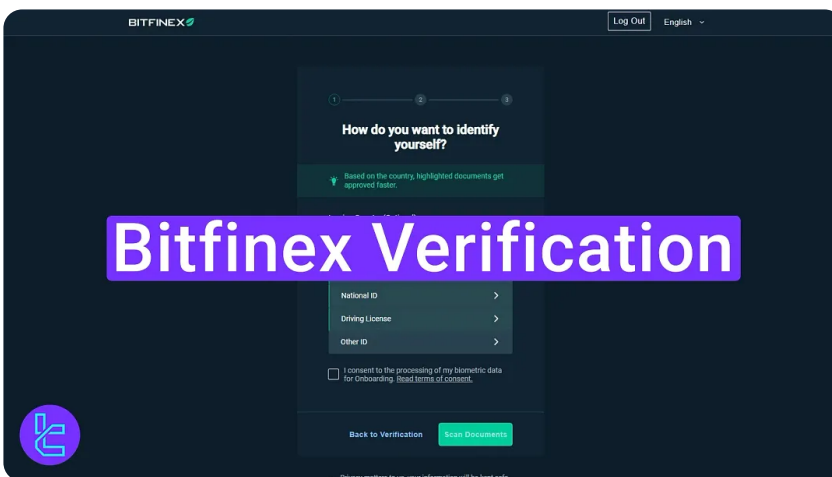 BITFINEX
Log Out
English
1
2
3
How do you want to identify
yourself?
Based on the country, highlighted documents get
approved faster.
Bitfinex Verification
National ID
Driving License
Other ID
I consent to the processing of my biometric data
for Onboarding. Read terms of consent.
Back to Verification
Scan Documents